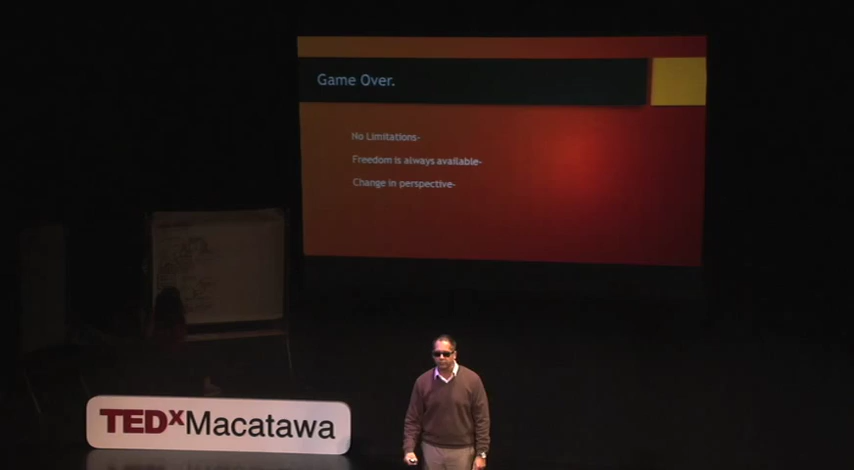 Game Over.
No Limitations-
Freedom is always available-
Change in perspective-
TEDxMacatawa